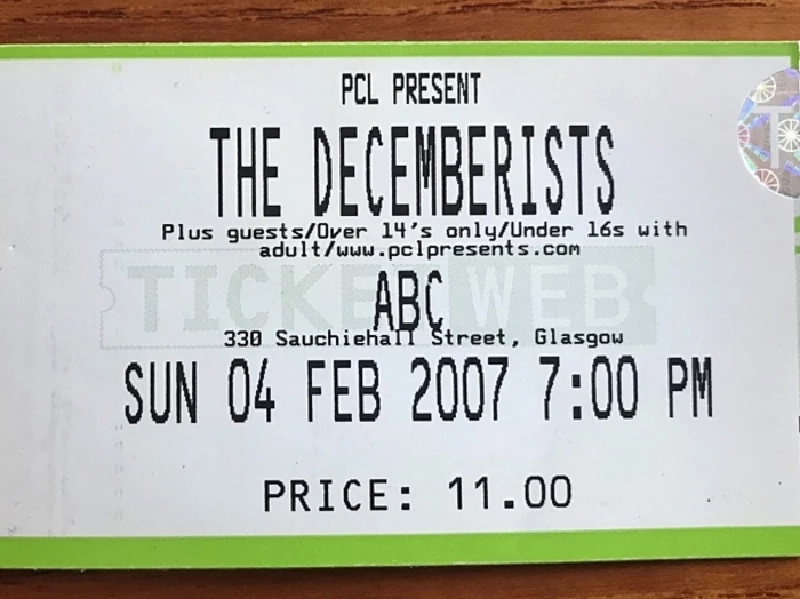 PCL PRESENT
THE DECEMBERISTS
Plus guests/Over 14's only/Under 16s with
adult/www.pclpresents.com
TICKETWEB
ABC
330 Sauchiehall Street, Glasgow
SUN 04 FEB 2007 7:00 PM
PRICE: 11.00